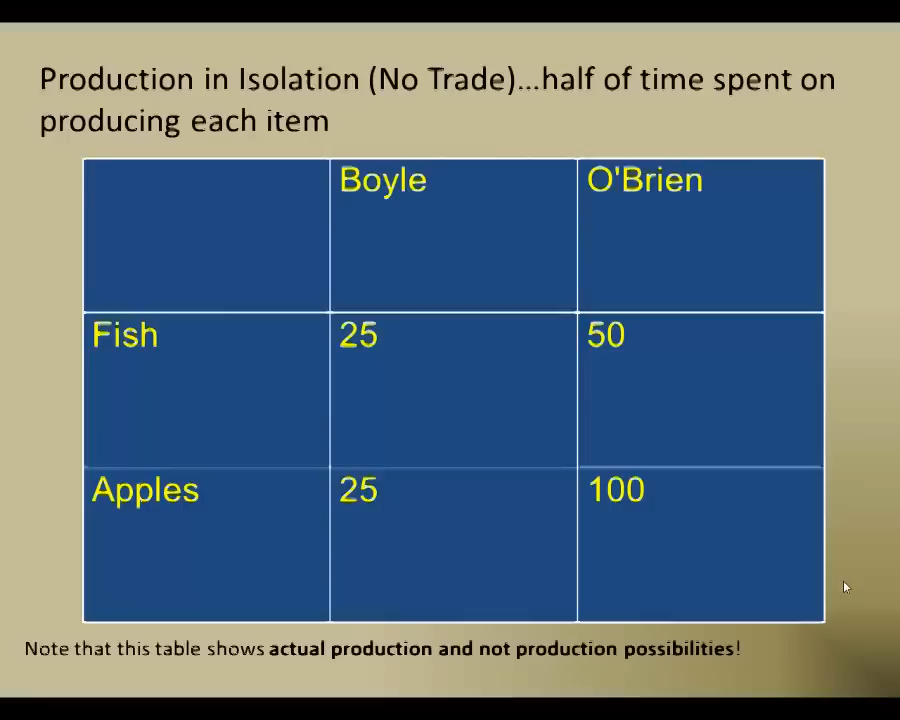 Production in Isolation (No Trade)...half of time spent on
producing each item
Boyle O'Brien
Fish 25 50
Apples 25 100
Note that this table shows actual production and not production possibilities!